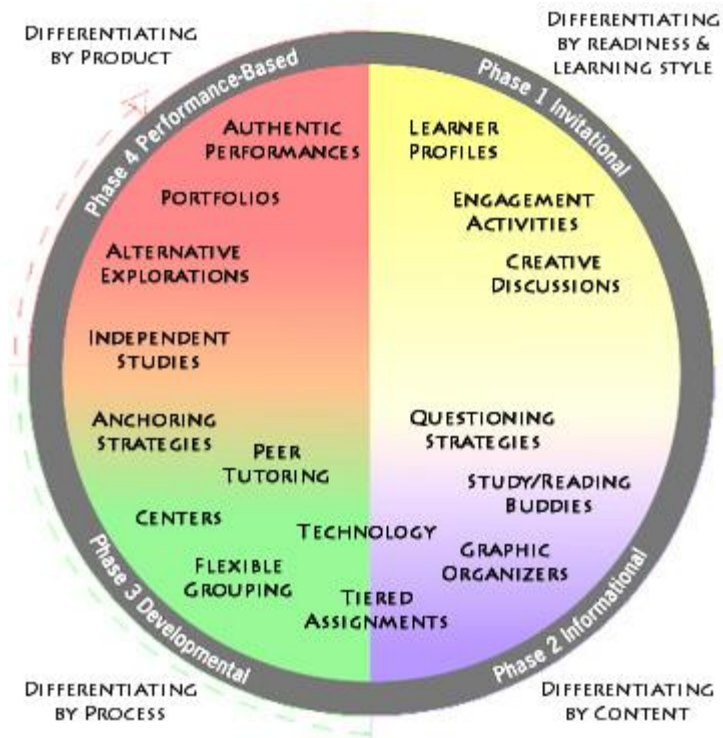 DIFFERENTIATING
BY PRODUCT
DIFFERENTIATING
BY READINESS &
LEARNING STYLE
Phase 4 Performance-Based
Phase 1 Invitational
AUTHENTIC
PERFORMANCES
PORTFOLIOS
ALTERNATIVE
EXPLORATIONS
INDEPENDENT
STUDIES
ANCHORING
STRATEGIES
PEER
TUTORING
CENTERS
FLEXIBLE
GROUPING
LEARNER
PROFILES
ENGAGEMENT
ACTIVITIES
CREATIVE
DISCUSSIONS
QUESTIONING
STRATEGIES
STUDY/READING
BUDDIES
TECHNOLOGY
GRAPHIC
ORGANIZERS
TIERED
ASSIGNMENTS
Phase 3 Developmental
Phase 2 Informational
DIFFERENTIATING
BY PROCESS
DIFFERENTIATING
BY CONTENT